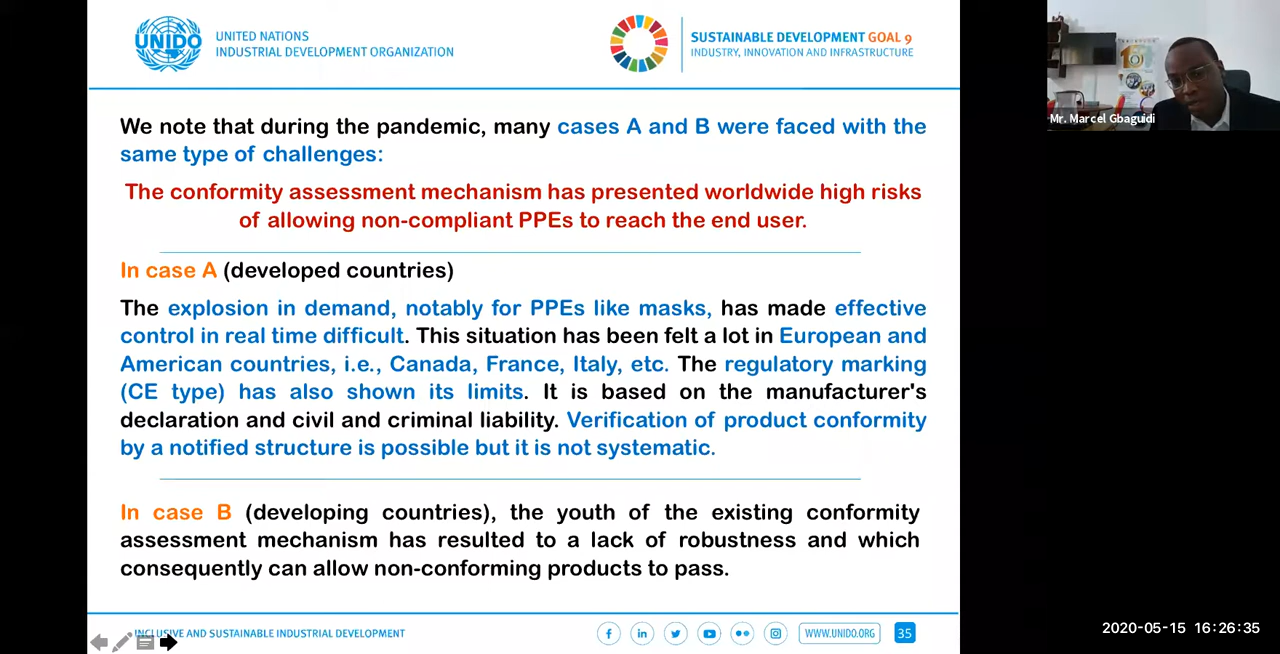 UNIDO
UNITED NATIONS
INDUSTRIAL DEVELOPMENT ORGANIZATION
SUSTAINABLE DEVELOPMENT GOAL 9
INDUSTRY, INNOVATION AND INFRASTRUCTURE
Mr. Marcel Gbaguidi
We note that during the pandemic, many cases A and B were faced with the
same type of challenges:
The conformity assessment mechanism has presented worldwide high risks
of allowing non-compliant PPEs to reach the end user.
In case A (developed countries)
The explosion in demand, notably for PPEs like masks, has made effective
control in real time difficult. This situation has been felt a lot in European and
American countries, i.e., Canada, France, Italy, etc. The regulatory marking
(CE type) has also shown its limits. It is based on the manufacturer's
declaration and civil and criminal liability. Verification of product conformity
by a notified structure is possible but it is not systematic.
In case B (developing countries), the youth of the existing conformity
assessment mechanism has resulted to a lack of robustness and which
consequently can allow non-conforming products to pass.
INCLUSIVE AND SUSTAINABLE INDUSTRIAL DEVELOPMENT
WWW.UNIDO.ORG
35
2020-05-15 16:26:35